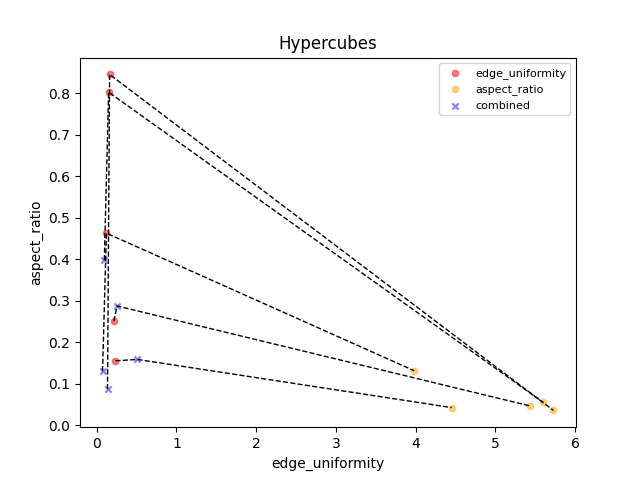 Hypercubes
edge_uniformity
aspect_ratio
combined
aspect_ratio
0.8
0.7
0.6
0.5
0.4
0.3
0.2
0.1
0.0
0 1 2 3 4 5 6
edge_uniformity